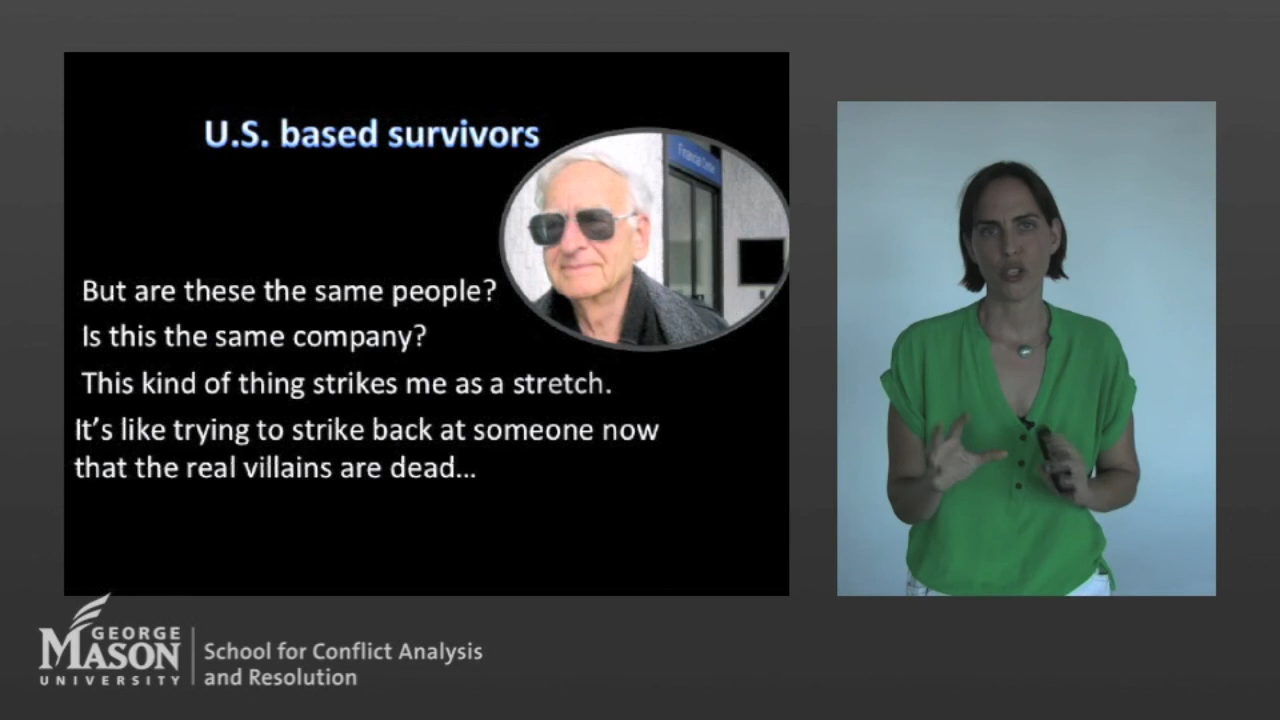 U.S. based survivors
Financial Center
But are these the same people?
Is this the same company?
This kind of thing strikes me as a stretch.
It's like trying to strike back at someone now
that the real villains are dead...
GEORGE
MASON
UNIVERSITY
School for Conflict Analysis
and Resolution